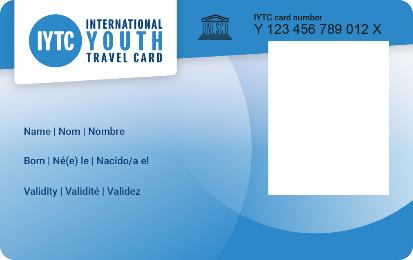 IYTC
INTERNATIONAL
YOUTH
TRAVEL CARD
UNESCO
IYTC card number
Y 123 456 789 012 X
Name | Nom | Nombre
Born | Né(e) le | Nacido/a el
Validity | Validité | Validez